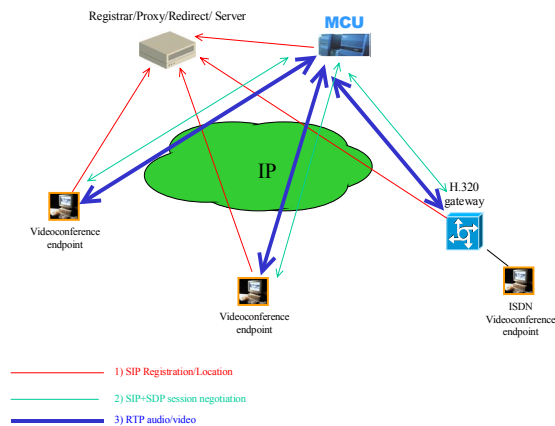 Registrar/Proxy/Redirect/ Server
MCU
IP
H.320
gateway
Videoconference
endpoint
Videoconference
endpoint
ISDN
Videoconference
endpoint
1) SIP Registration/Location
2) SIP+SDP session negotiation
3) RTP audio/video